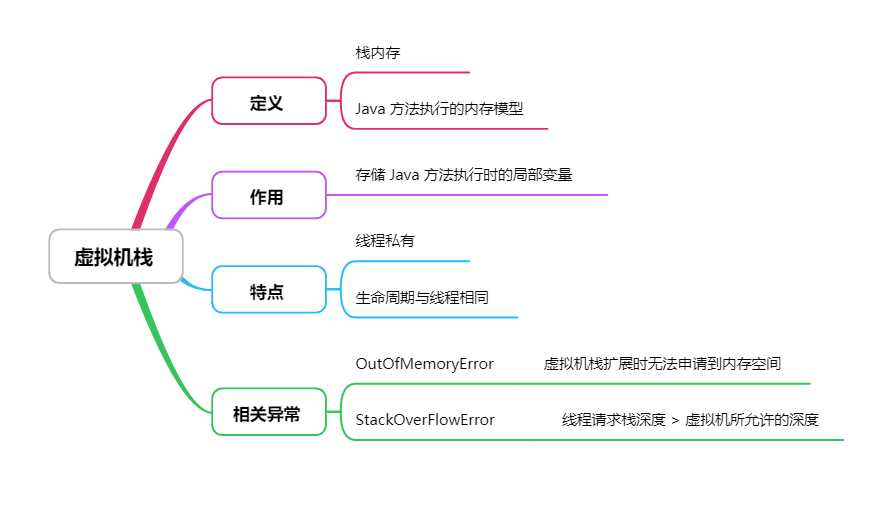 虚拟机栈
定义
栈内存
Java 方法执行的内存模型
作用
存储 Java 方法执行时的局部变量
特点
线程私有
生命周期与线程相同
相关异常
OutOfMemoryError 虚拟机栈扩展时无法申请到内存空间
StackOverFlowError 线程请求栈深度 > 虚拟机所允许的深度